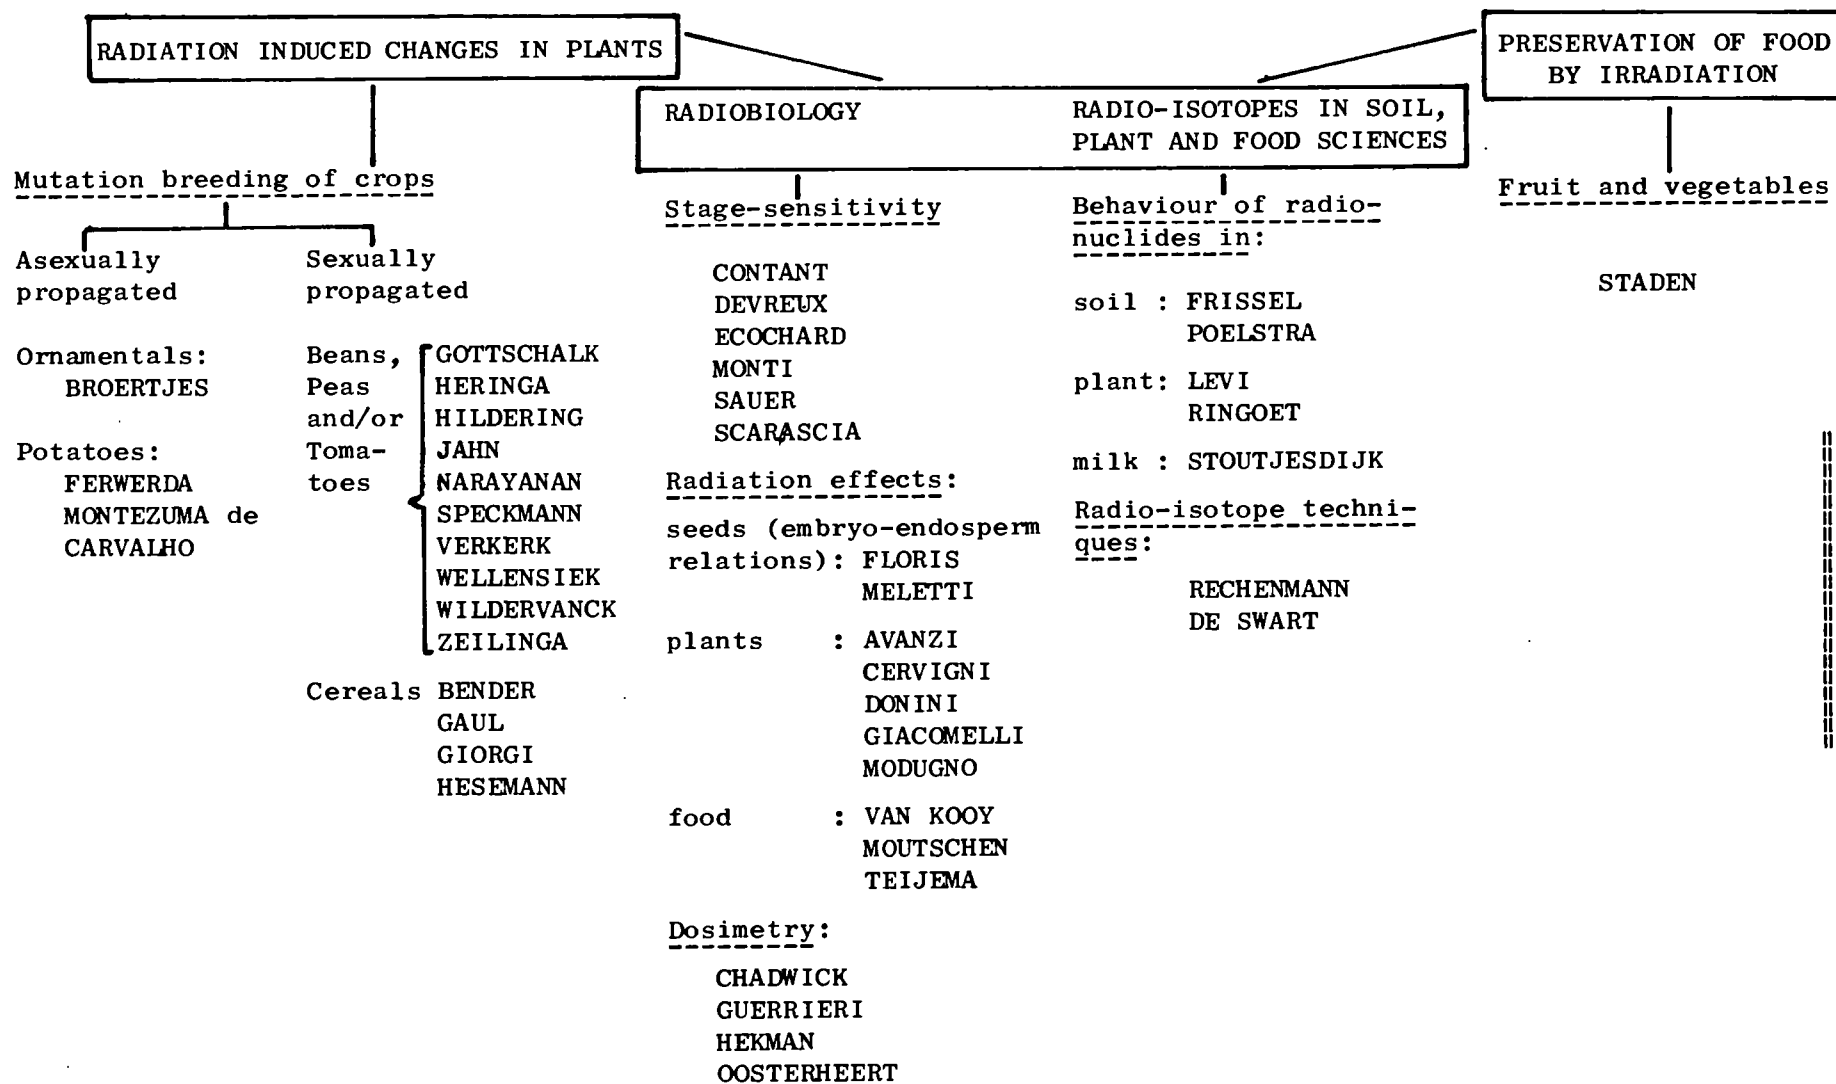 RADIATION INDUCED CHANGES IN PLANTS
Mutation breeding of crops
Asexually
propagated
Ornamentals:
BROERTJES
Potatoes:
FERWERDA
MONTEZUMA de
CARVALHO
Sexually
propagated
Beans,
Peas
and/or
Toma-
toes
GOTTSCHALK
HERINGA
HILDERING
JAHN
NARAYANAN
SPECKMANN
VERKERK
WELLENSIEK
WILDERVANCK
ZEILINGA
Cereals BENDER
GAUL
GIORGI
HESEMANN
RADIOBIOLOGY
Stage-sensitivity
CONTANT
DEVREUX
ECOCHARD
MONTI
SAUER
SCARASCIA
Radiation effects:
seeds (embryo-endosperm
relations): FLORIS
MELETTI
plants : AVANZI
CERVIGNI
DONINI
GIACOMELLI
MODUGNO
food : VAN KOOY
MOUTSCHEN
TEIJEMA
Dosimetry:
CHADWICK
GUERRIERI
HEKMAN
OOSTERHEERT
RADIO-ISOTOPES IN SOIL,
PLANT AND FOOD SCIENCES
Behaviour of radio-
nuclides in:
soil : FRISSEL
POELSTRA
plant: LEVI
RINGOET
milk : STOUTJESDIJK
Radio-isotope techni-
ques:
RECHENMANN
DE SWART
PRESERVATION OF FOOD
BY IRRADIATION
Fruit and vegetables
STADEN